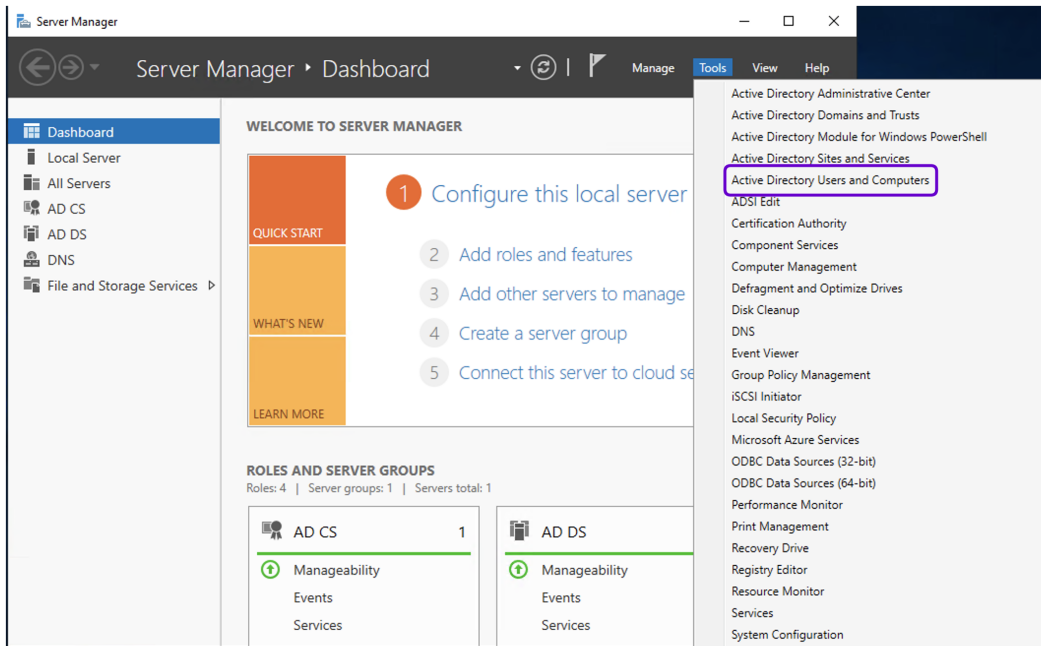 Server Manager
Server Manager ‣ Dashboard
Manage Tools View Help
Dashboard
Local Server
All Servers
AD CS
AD DS
DNS
File and Storage Services
WELCOME TO SERVER MANAGER
QUICK START
WHAT'S NEW
LEARN MORE
1 Configure this local server
2 Add roles and features
3 Add other servers to manage
4 Create a server group
5 Connect this server to cloud se
ROLES AND SERVER GROUPS
Roles: 4 | Server groups: 1 | Servers total: 1
AD CS 1
Manageability
Events
Services
AD DS
Manageability
Events
Services
Active Directory Administrative Center
Active Directory Domains and Trusts
Active Directory Module for Windows PowerShell
Active Directory Sites and Services
Active Directory Users and Computers
ADSI Edit
Certification Authority
Component Services
Computer Management
Defragment and Optimize Drives
Disk Cleanup
DNS
Event Viewer
Group Policy Management
iSCSI Initiator
Local Security Policy
Microsoft Azure Services
ODBC Data Sources (32-bit)
ODBC Data Sources (64-bit)
Performance Monitor
Print Management
Recovery Drive
Registry Editor
Resource Monitor
Services
System Configuration